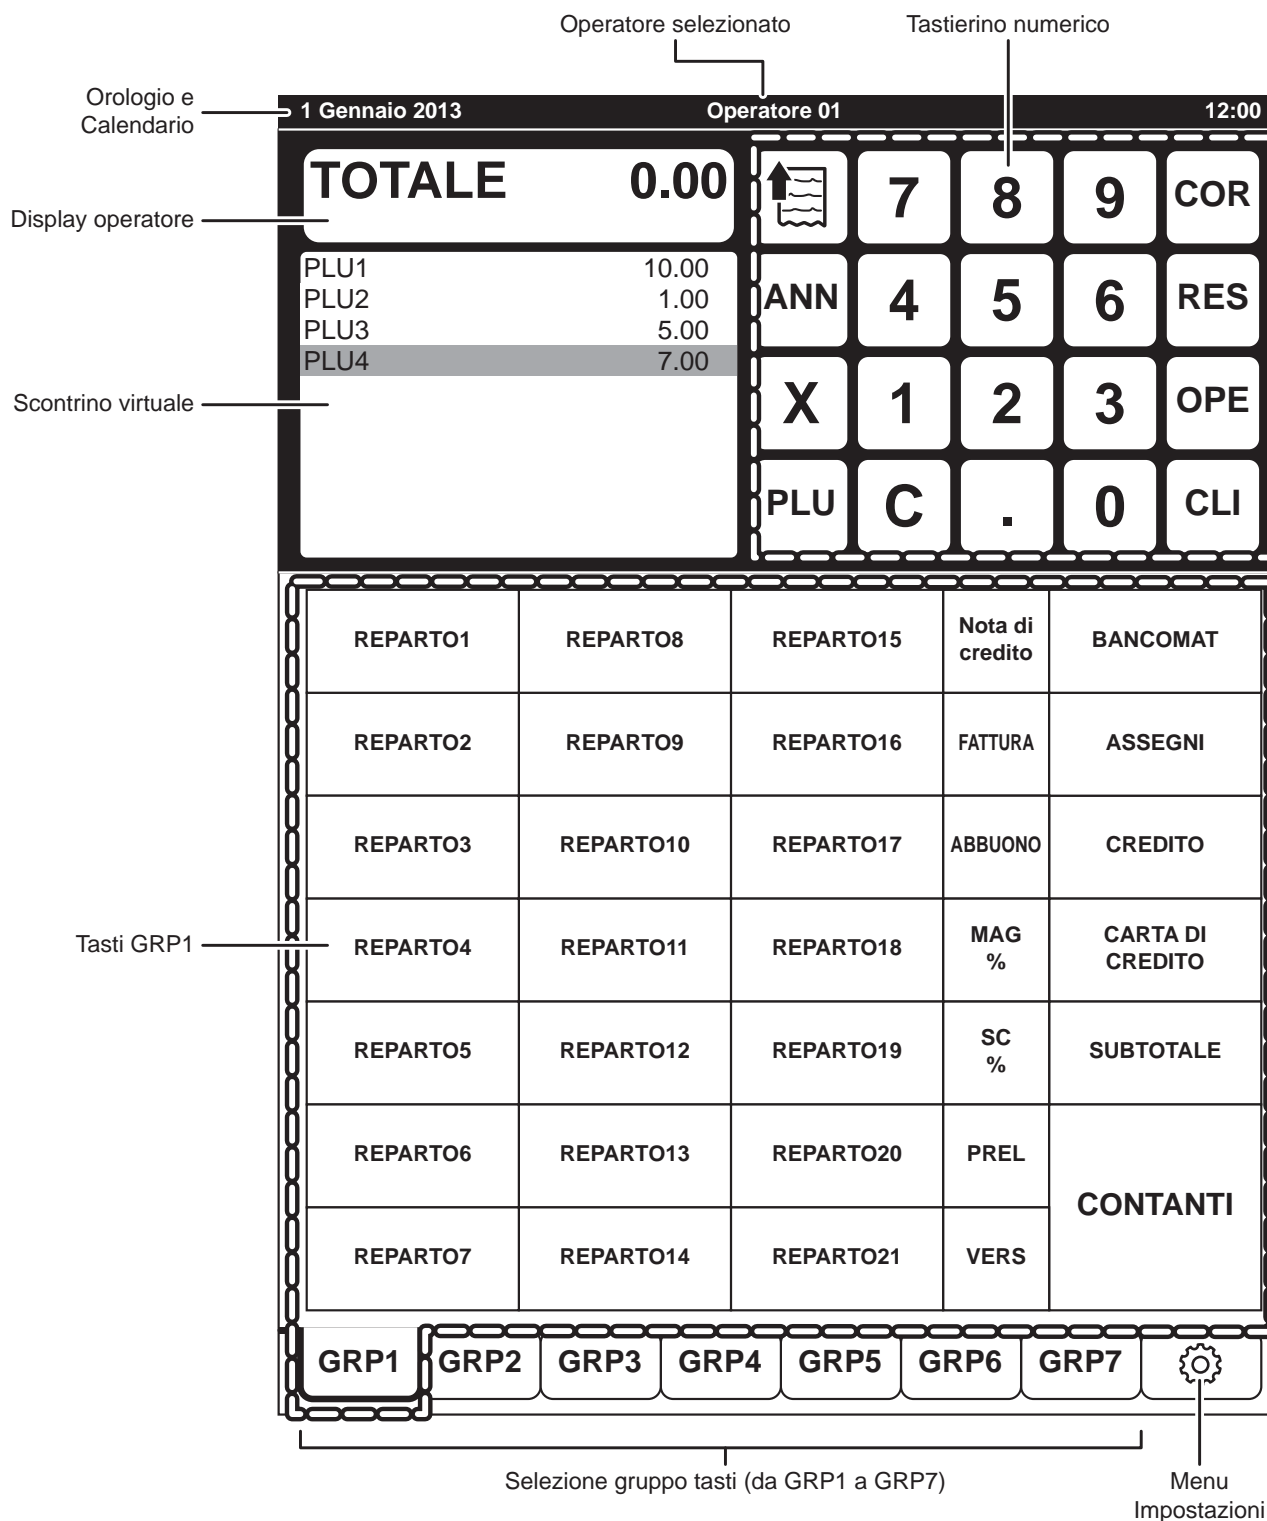 Operatore selezionato Tastierino numerico
Orologio e
Calendario
1 Gennaio 2013 Operatore 01 12:00
Display operatore
TOTALE 0.00
7 8 9 COR
PLU1 10.00
PLU2 1.00
PLU3 5.00
PLU4 7.00
ANN 4 5 6 RES
Scontrino virtuale
X 1 2 3 OPE
PLU C . 0 CLI
REPARTO1 REPARTO8 REPARTO15 Nota di
credito BANCOMAT
REPARTO2 REPARTO9 REPARTO16 FATTURA ASSEGNI
REPARTO3 REPARTO10 REPARTO17 ABBUONO CREDITO
Tasti GRP1
REPARTO4 REPARTO11 REPARTO18 MAG
% CARTA DI
CREDITO
REPARTO5 REPARTO12 REPARTO19 SC
% SUBTOTALE
REPARTO6 REPARTO13 REPARTO20 PREL
CONTANTI
REPARTO7 REPARTO14 REPARTO21 VERS
GRP1 GRP2 GRP3 GRP4 GRP5 GRP6 GRP7
Selezione gruppo tasti (da GRP1 a GRP7)
Menu
Impostazioni